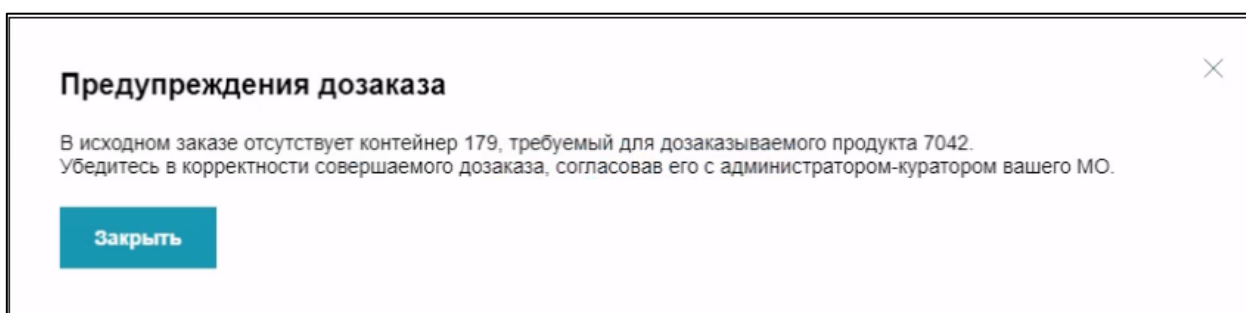 Предупреждения дозаказа
В исходном заказе отсутствует контейнер 179, требуемый для дозаказываемого продукта 7042.
Убедитесь в корректности совершаемого дозаказа, согласовав его с администратором-куратором вашего МО.
Закрыть